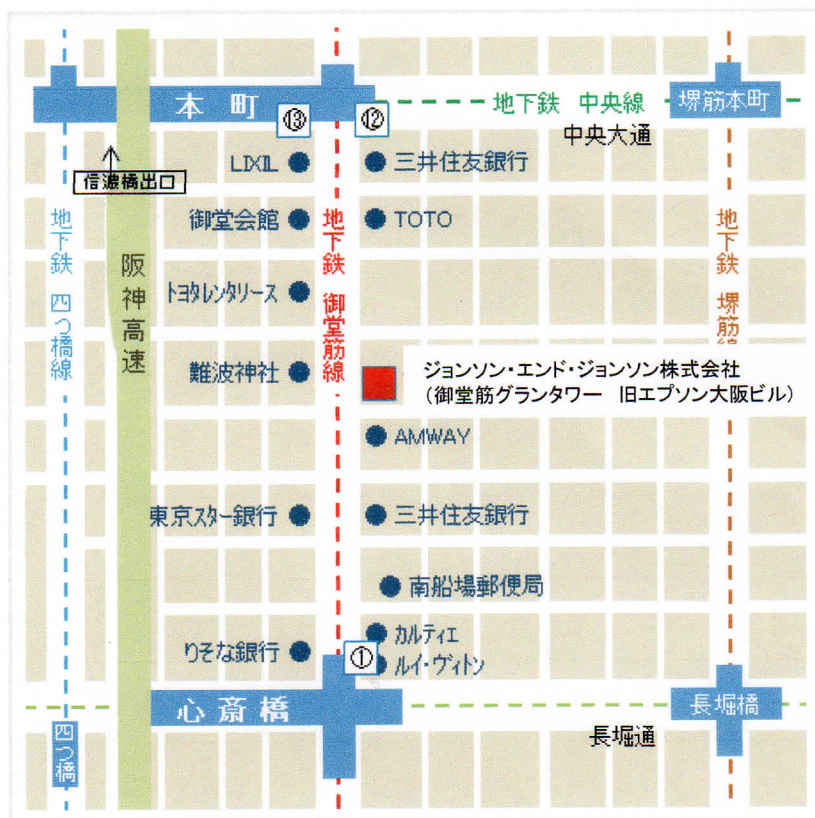 本町
⑬
⑫
地下鉄 中央線
堺筋本町
中央大通
信濃橋出口
LIXIL
三井住友銀行
御堂会館
TOTO
地下鉄 四つ橋線
阪神高速
地下鉄 御堂筋線
地下鉄 堺筋線
トヨタレンタリース
難波神社
ジョンソン・エンド・ジョンソン株式会社
(御堂筋グランタワー 旧エプソン大阪ビル)
AMWAY
東京スター銀行
三井住友銀行
南船場郵便局
カルティエ
りそな銀行
①
ルイ・ヴィトン
心斎橋
長堀橋
四つ橋
長堀通